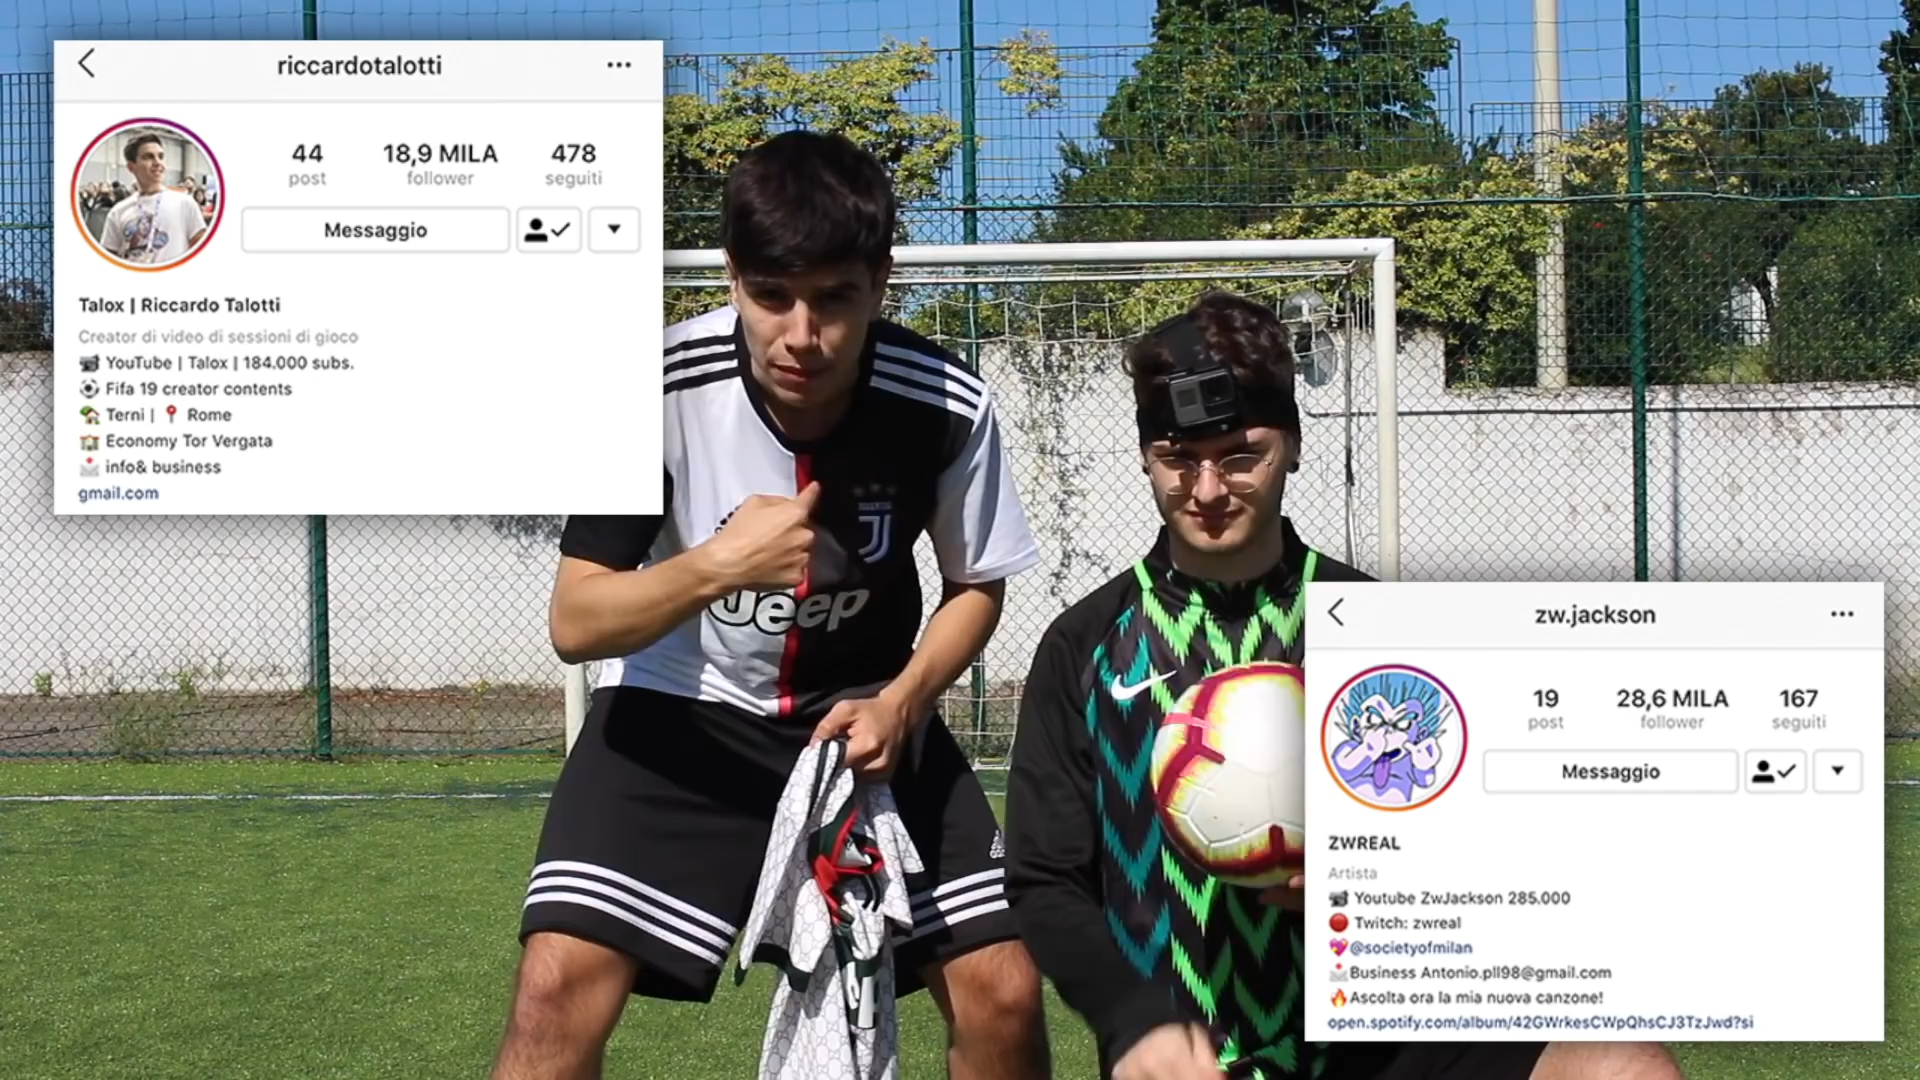 riccardotalotti
44
18,9 MILA
478
post
follower
seguiti
Messaggio
Talox | Riccardo Talotti
Creator di video di sessioni di gioco
YouTube | Talox | 184.000 subs.
Fifa 19 creator contents
Terni | Rome
Economy Tor Vergata
info& business
gmail.com
Jeep
zw.jackson
19
28,6 MILA
167
post
follower
seguiti
Messaggio
ZWREAL
Artista
Youtube ZwJackson 285.000
Twitch: zwreal
@societyofmilan
Business Antonio.pll98@gmail.com
Ascolta ora la mia nuova canzone!
open.spotify.com/album/42GWrkesCWpQhsCJ3TzJwd?si